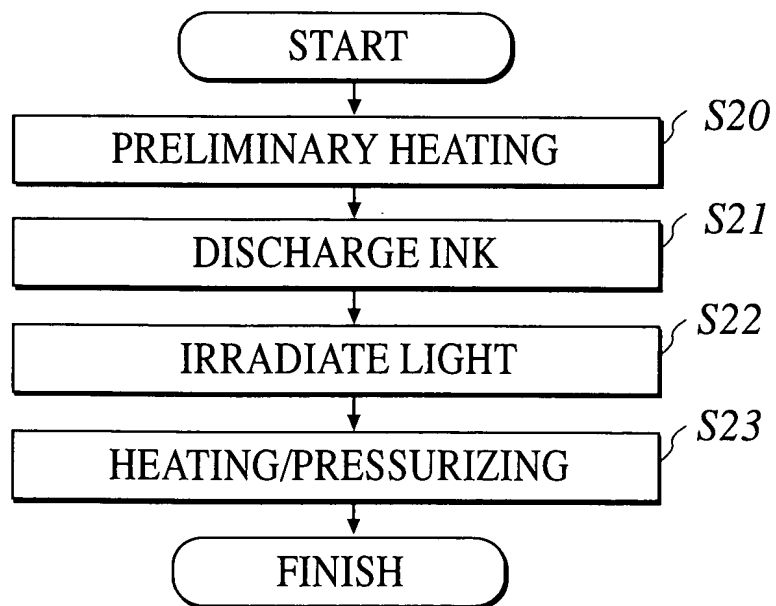 START
S20
PRELIMINARY HEATING
S21
DISCHARGE INK
S22
IRRADIATE LIGHT
S23
HEATING/PRESSURIZING
FINISH